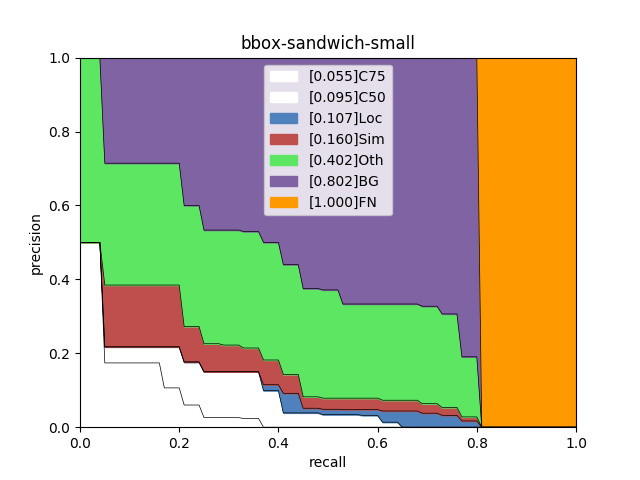 bbox-sandwich-small
[0.055]C75
[0.095]C50
[0.107]Loc
[0.160]Sim
[0.402]Oth
[0.802]BG
[1.000]FN
precision
1.0
0.8
0.6
0.4
0.2
0.0
0.0 0.2 0.4 0.6 0.8 1.0
recall